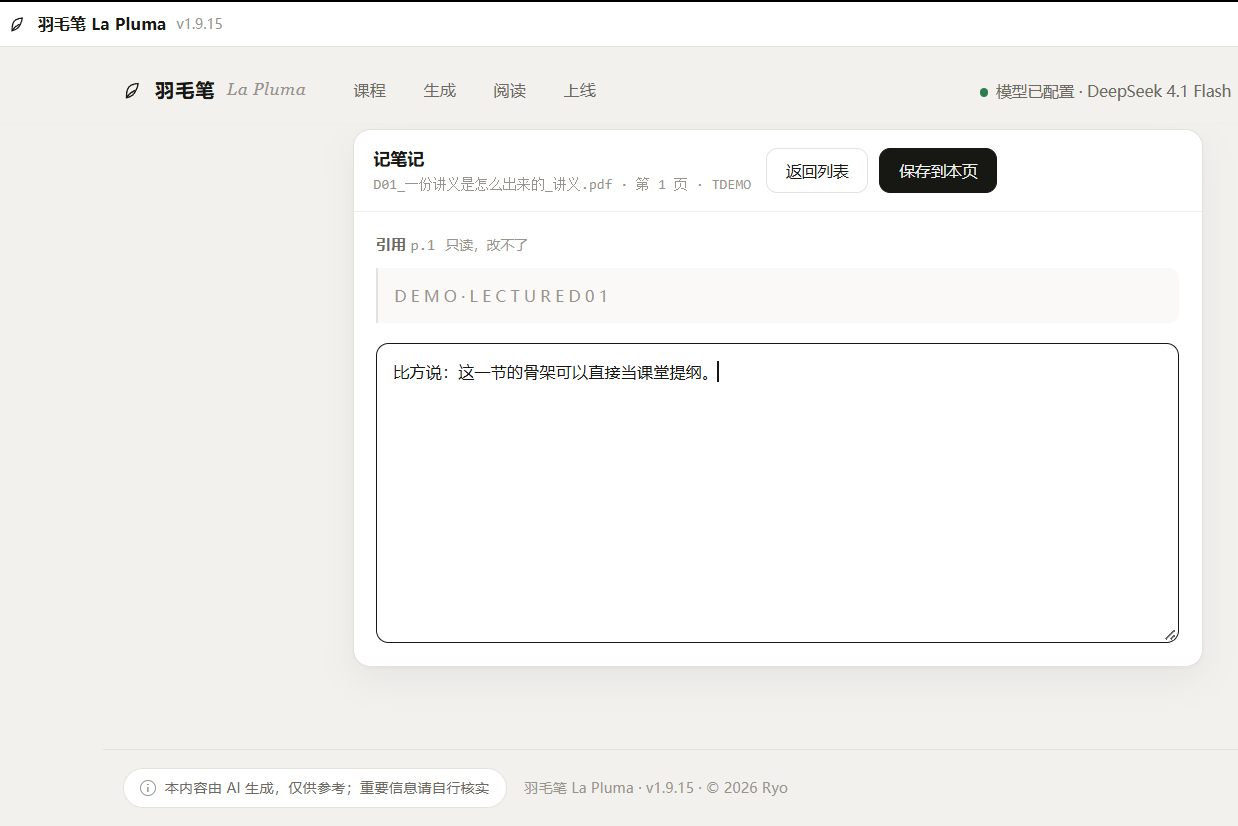 羽毛笔 La Pluma v1.9.15
羽毛笔 La Pluma 课程 生成 阅读 上线 模型已配置 · DeepSeek 4.1 Flash
记笔记
D01_一份讲义是怎么出来的_讲义.pdf · 第 1 页 · TDEMO
返回列表 保存到本页
引用 p.1 只读，改不了
DEMO·LECTURED01
比方说：这一节的骨架可以直接当课堂提纲。
本内容由 AI 生成，仅供参考；重要信息请自行核实 羽毛笔 La Pluma · v1.9.15 · © 2026 Ryo